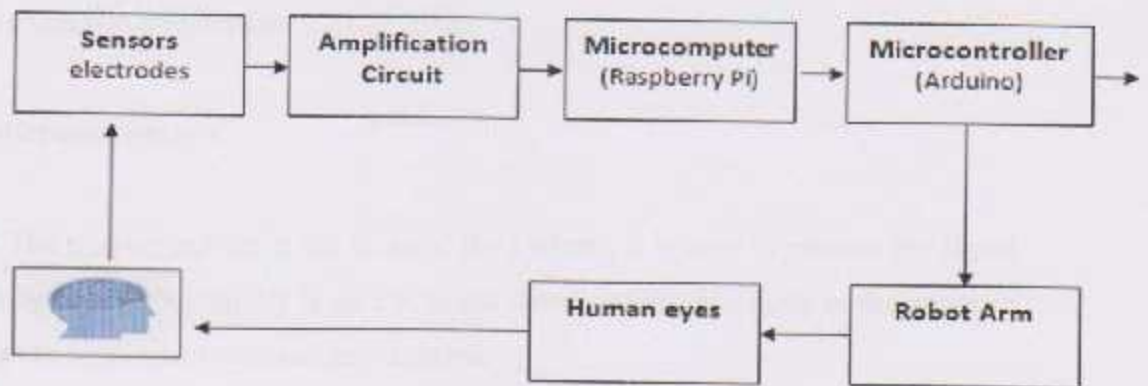 Sensors
electrodes
Amplification
Circuit
Microcomputer
(Raspberry Pi)
Microcontroller
(Arduino)
Human eyes
Robot Arm